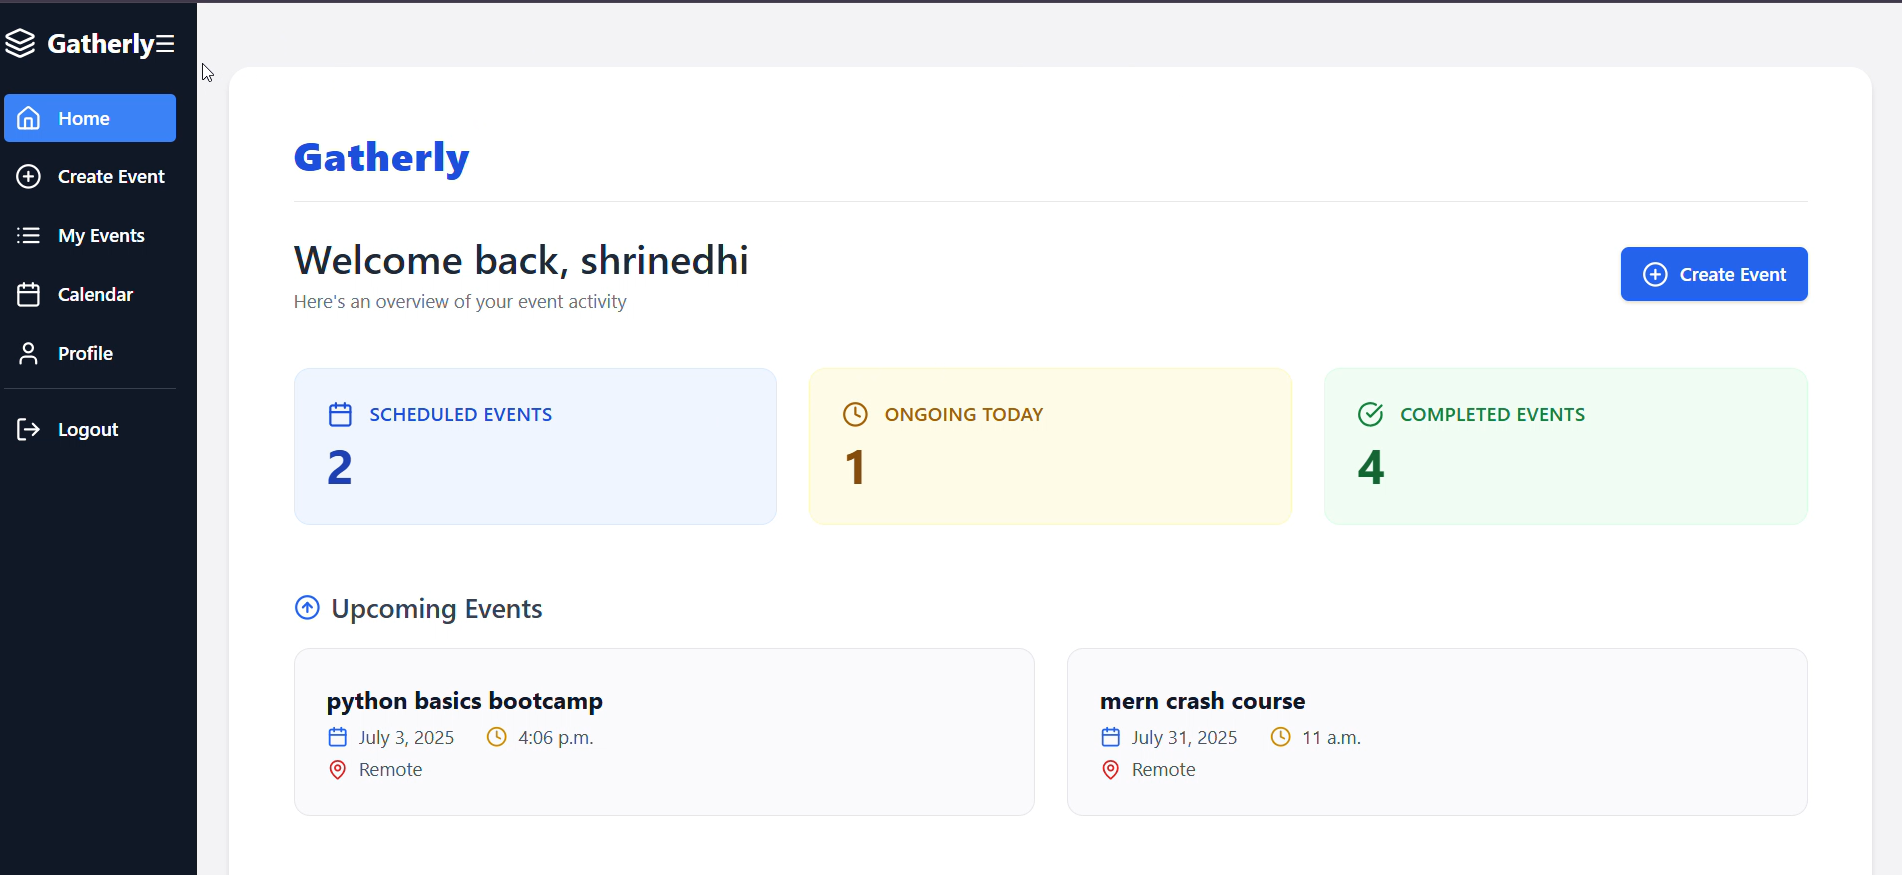 Gatherly
Home
Create Event
My Events
Calendar
Profile
Logout
Gatherly
Welcome back, shrinedhi
Here's an overview of your event activity
Create Event
SCHEDULED EVENTS
2
ONGOING TODAY
1
COMPLETED EVENTS
4
Upcoming Events
python basics bootcamp
July 3, 2025 4:06 p.m.
Remote
mern crash course
July 31, 2025 11 a.m.
Remote